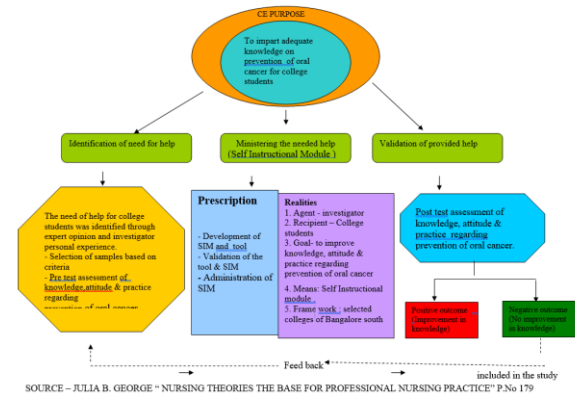 CE PURPOSE
To impart adequate
knowledge on
prevention of oral
cancer for college
students
Identification of need for help
Ministering the needed help
(Self Instructional Module )
Validation of provided help
The need of help for college
students was identified through
expert opinion and investigator
personal experience.
- Selection of samples based on
criteria
- Pre test assessment of
knowledge,attitude & practice
regarding
prevention of oral cancer
Prescription
- Development of
SIM and tool
- Validation of the
tool & SIM
- Administration of
SIM
Realities
1. Agent - investigator
2. Recipient – College
students
3. Goal- to improve
knowledge, attitude &
practice regarding
prevention of oral cancer
4. Means: Self Instructional
module .
5. Frame work : selected
colleges of Bangalore south
Post test assessment of
knowledge, attitude &
practice regarding
prevention of oral cancer.
Positive outcome
(Improvement in
knowledge)
Negative outcome
(No improvement
in knowledge)
Feed back
included in the study
SOURCE – JULIA B. GEORGE “ NURSING THEORIES THE BASE FOR PROFESSIONAL NURSING PRACTICE” P.No 179